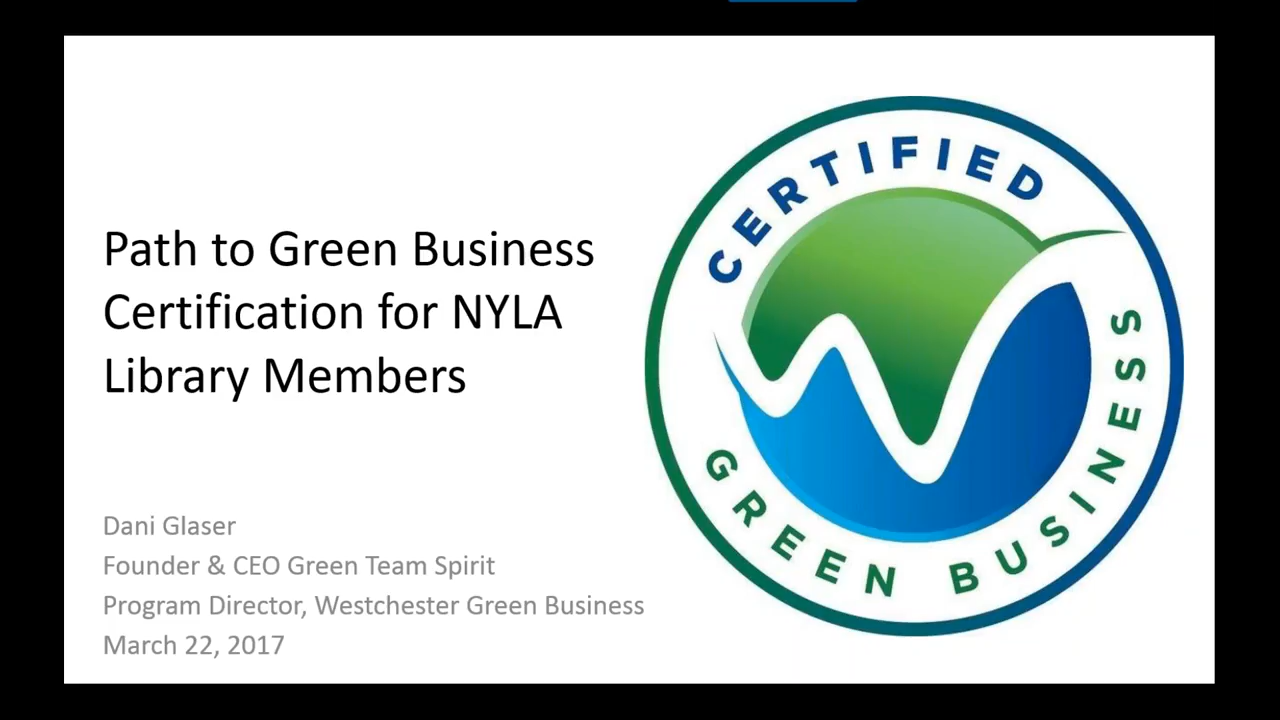 Path to Green Business
Certification for NYLA
Library Members
Dani Glaser
Founder & CEO Green Team Spirit
Program Director, Westchester Green Business
March 22, 2017
CERTIFIED
GREEN BUSINESS